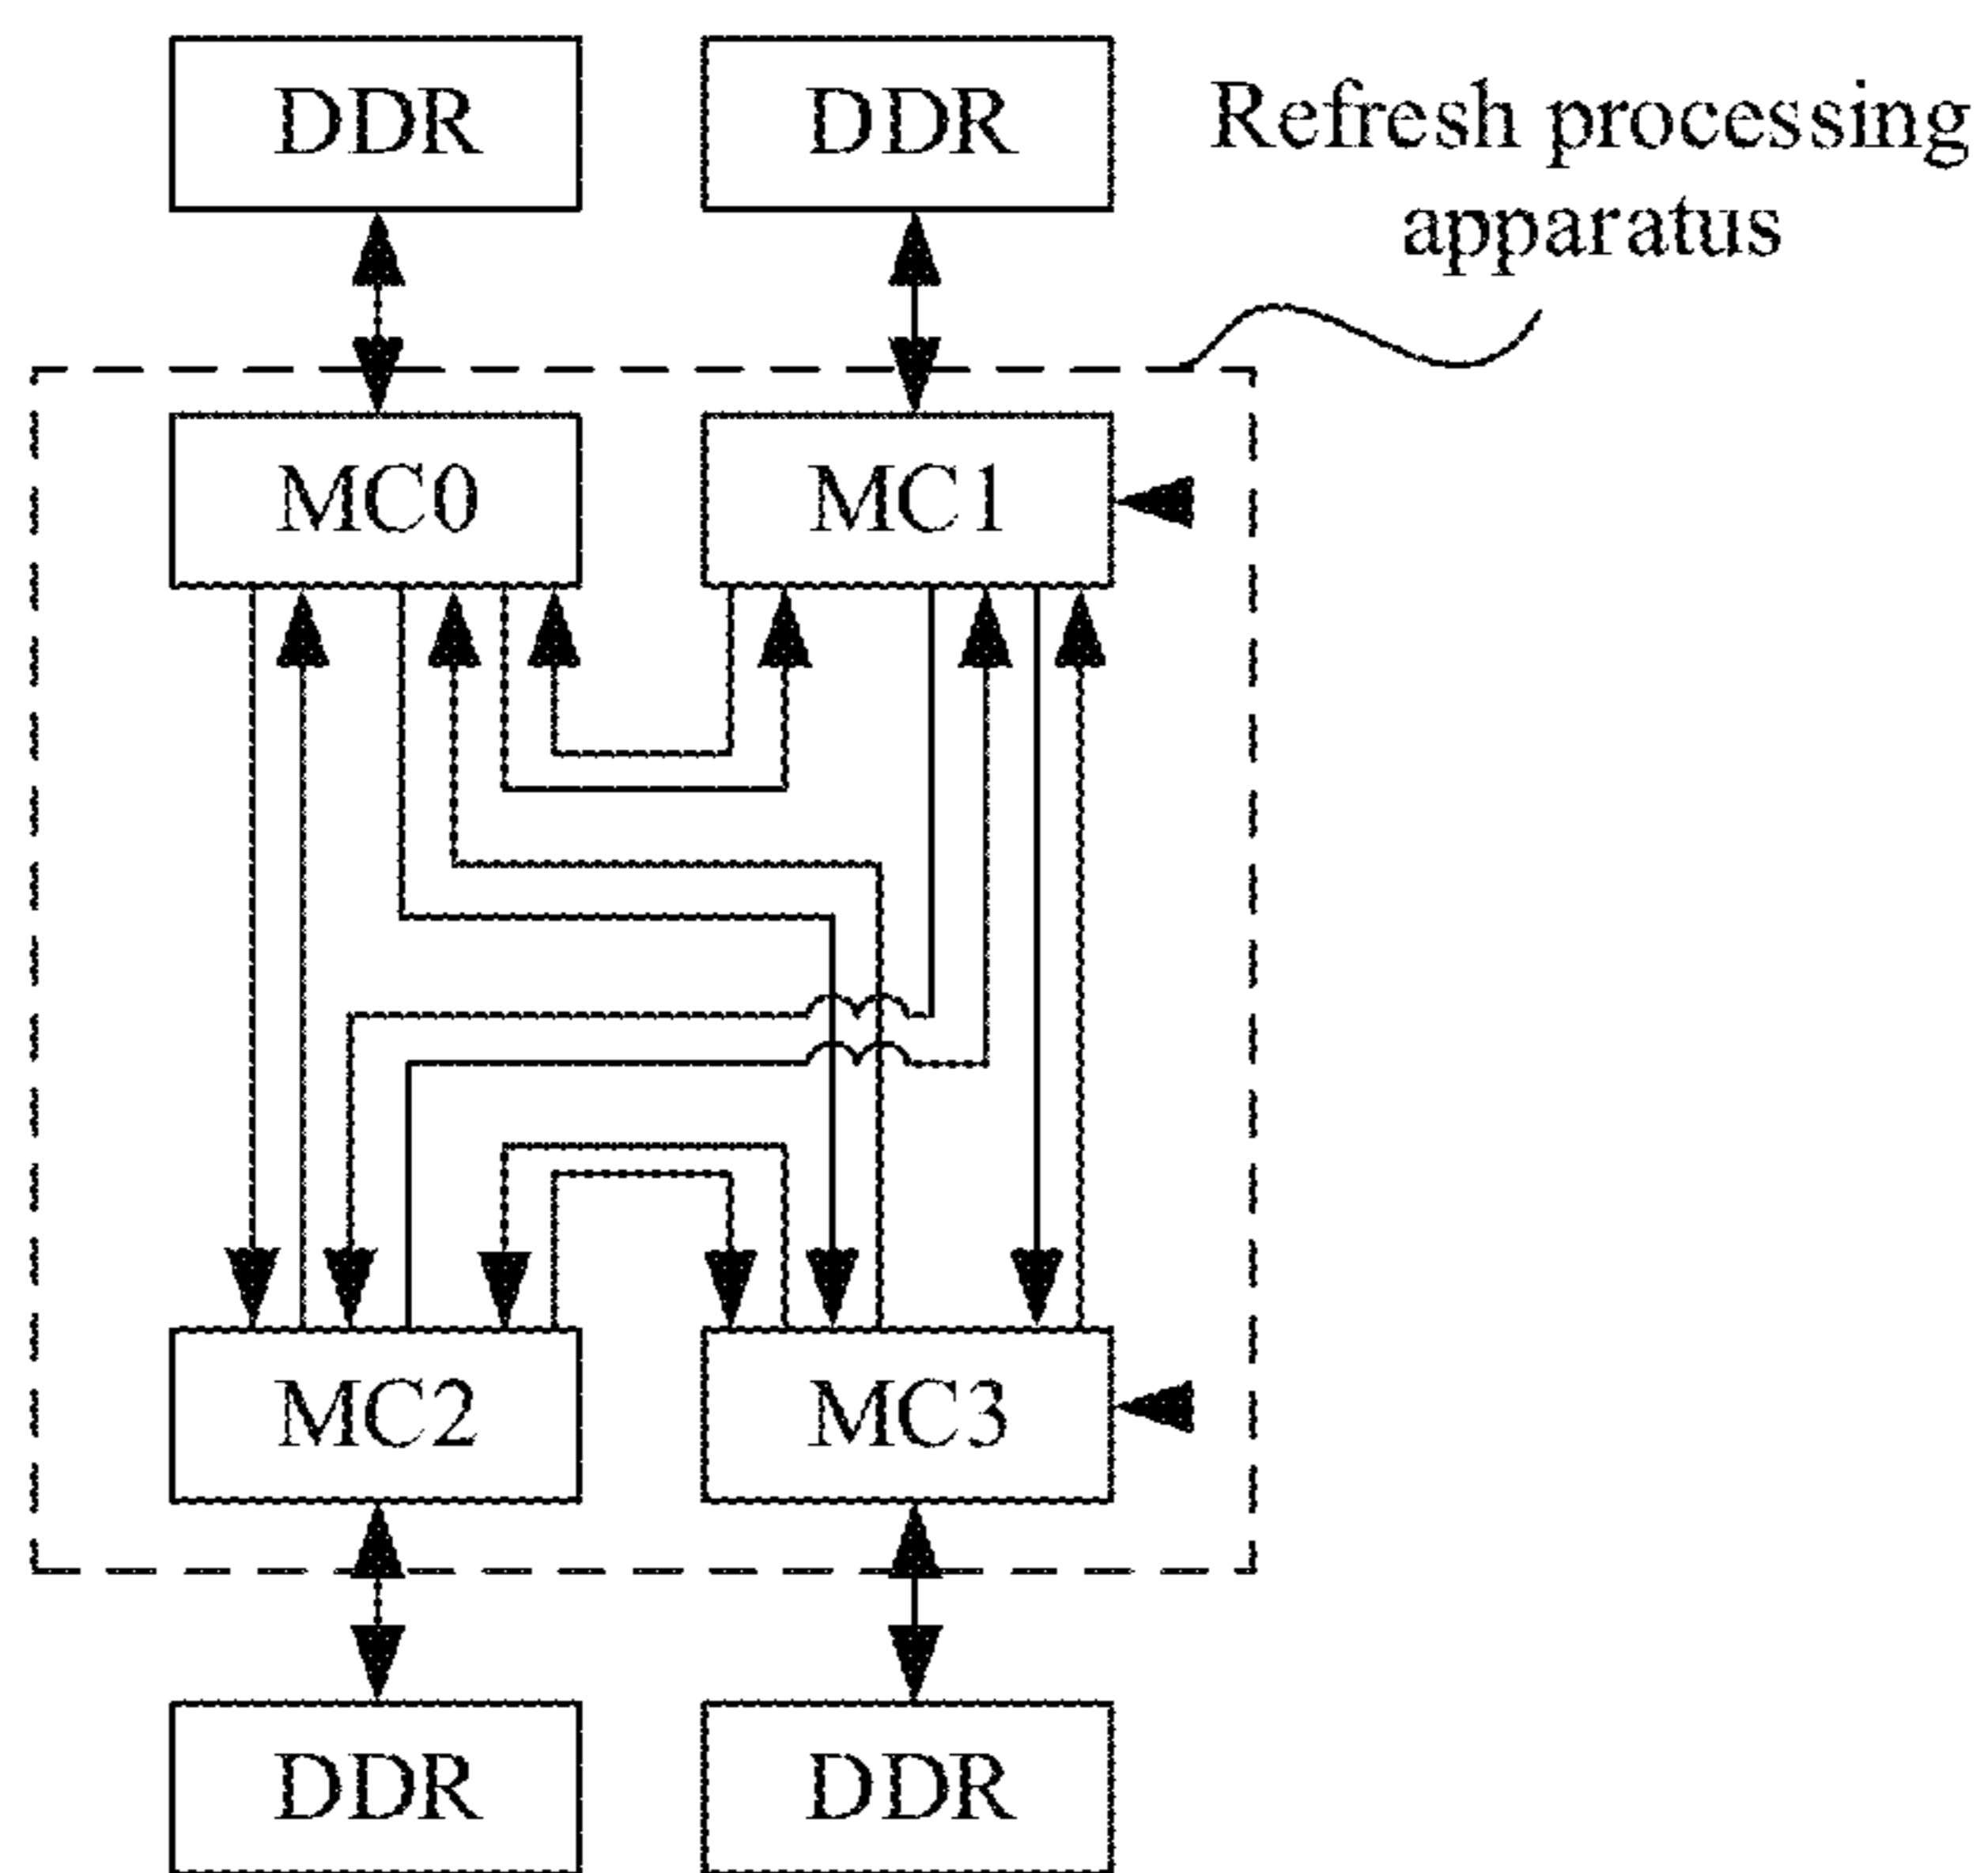 DDR
DDR
Refresh processing
apparatus
MC0
MC1
MC2
MC3
DDR
DDR